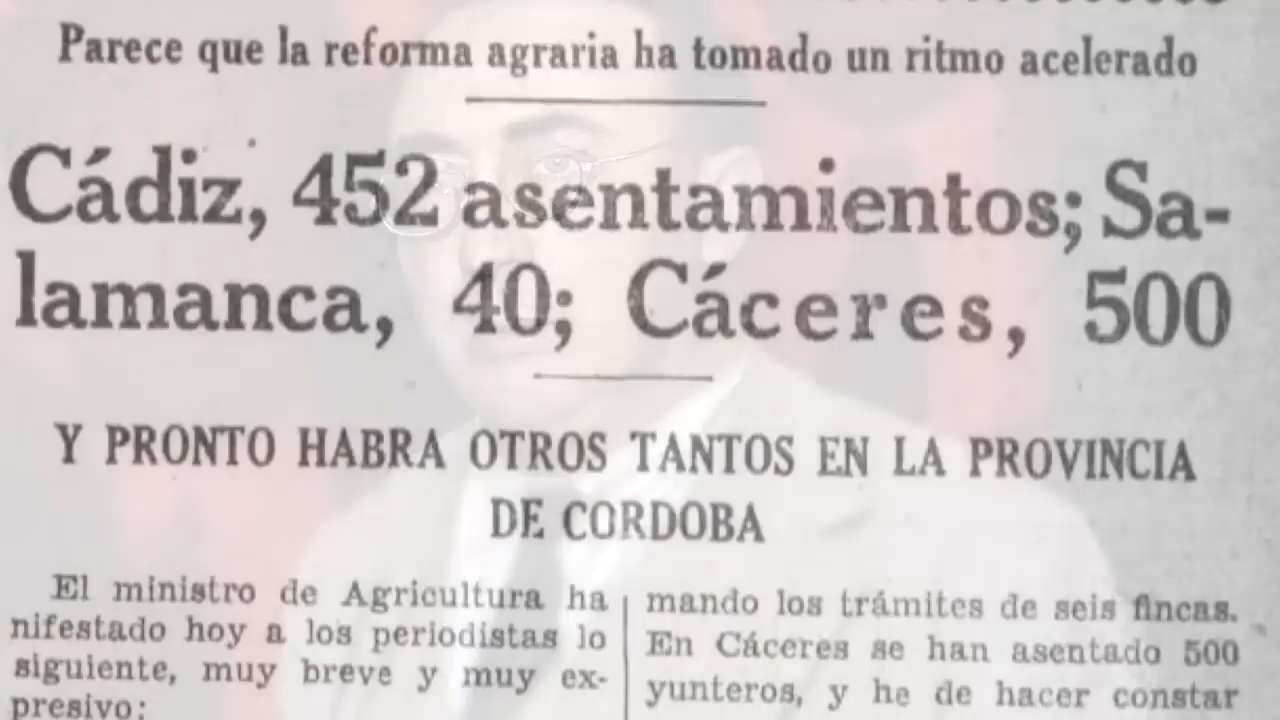 Parece que la reforma agraria ha tomado un ritmo acelerado
Cádiz, 452 asentamientos; Sa-
lamanca, 40; Cáceres, 500
Y PRONTO HABRA OTROS TANTOS EN LA PROVINCIA
DE CORDOBA
El ministro de Agricultura ha
nifestado hoy a los periodistas lo
siguiente, muy breve y muy ex-
presivo:
mando los trámites de seis fincas.
En Cáceres se han asentado 500
yunteros, y he de hacer constar